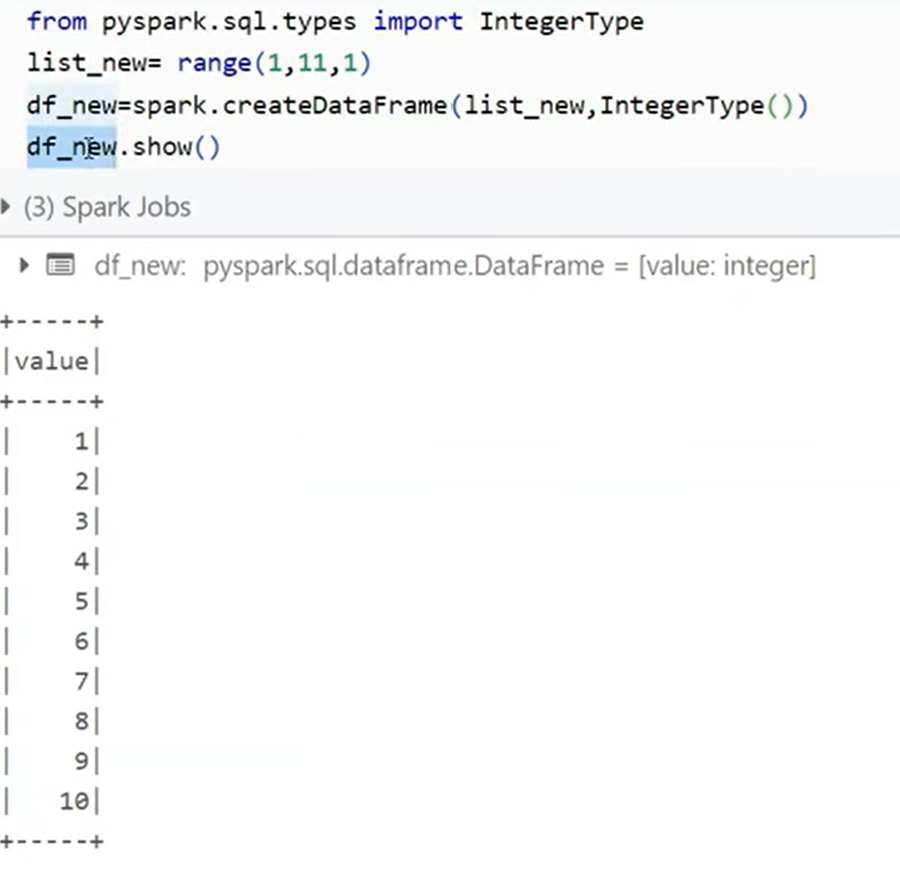 from pyspark.sql.types import IntegerType
list_new= range(1,11,1)
df_new=spark.createDataFrame(list_new,IntegerType())
df_new.show()
(3) Spark Jobs
df_new: pyspark.sql.dataframe.DataFrame = [value: integer]
+-----+
|value|
+-----+
|    1|
|    2|
|    3|
|    4|
|    5|
|    6|
|    7|
|    8|
|    9|
|   10|
+-----+